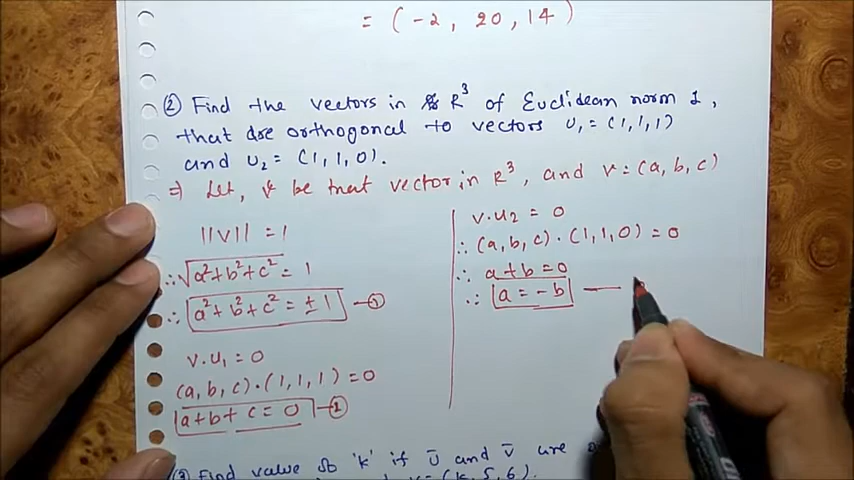 = (-2, 20, 14)
② Find the vectors in R³ of Euclidean norm 1,
that are orthogonal to vectors u₁ = (1,1,1)
and u₂ = (1,1,0).
⇒ Let, v be that vector in R³, and v = (a, b, c)
||v|| = 1
∴ √a²+b²+c² = 1
∴ a²+b²+c² = ± 1 —①
v.u₁ = 0
(a,b,c)·(1,1,1) = 0
a+b+c = 0 —②
v.u₂ = 0
∴ (a,b,c)·(1,1,0) = 0
∴ a+b = 0
∴ a = -b —
③ Find value of 'k' if ū and v̄ are
(k, 5, 6).